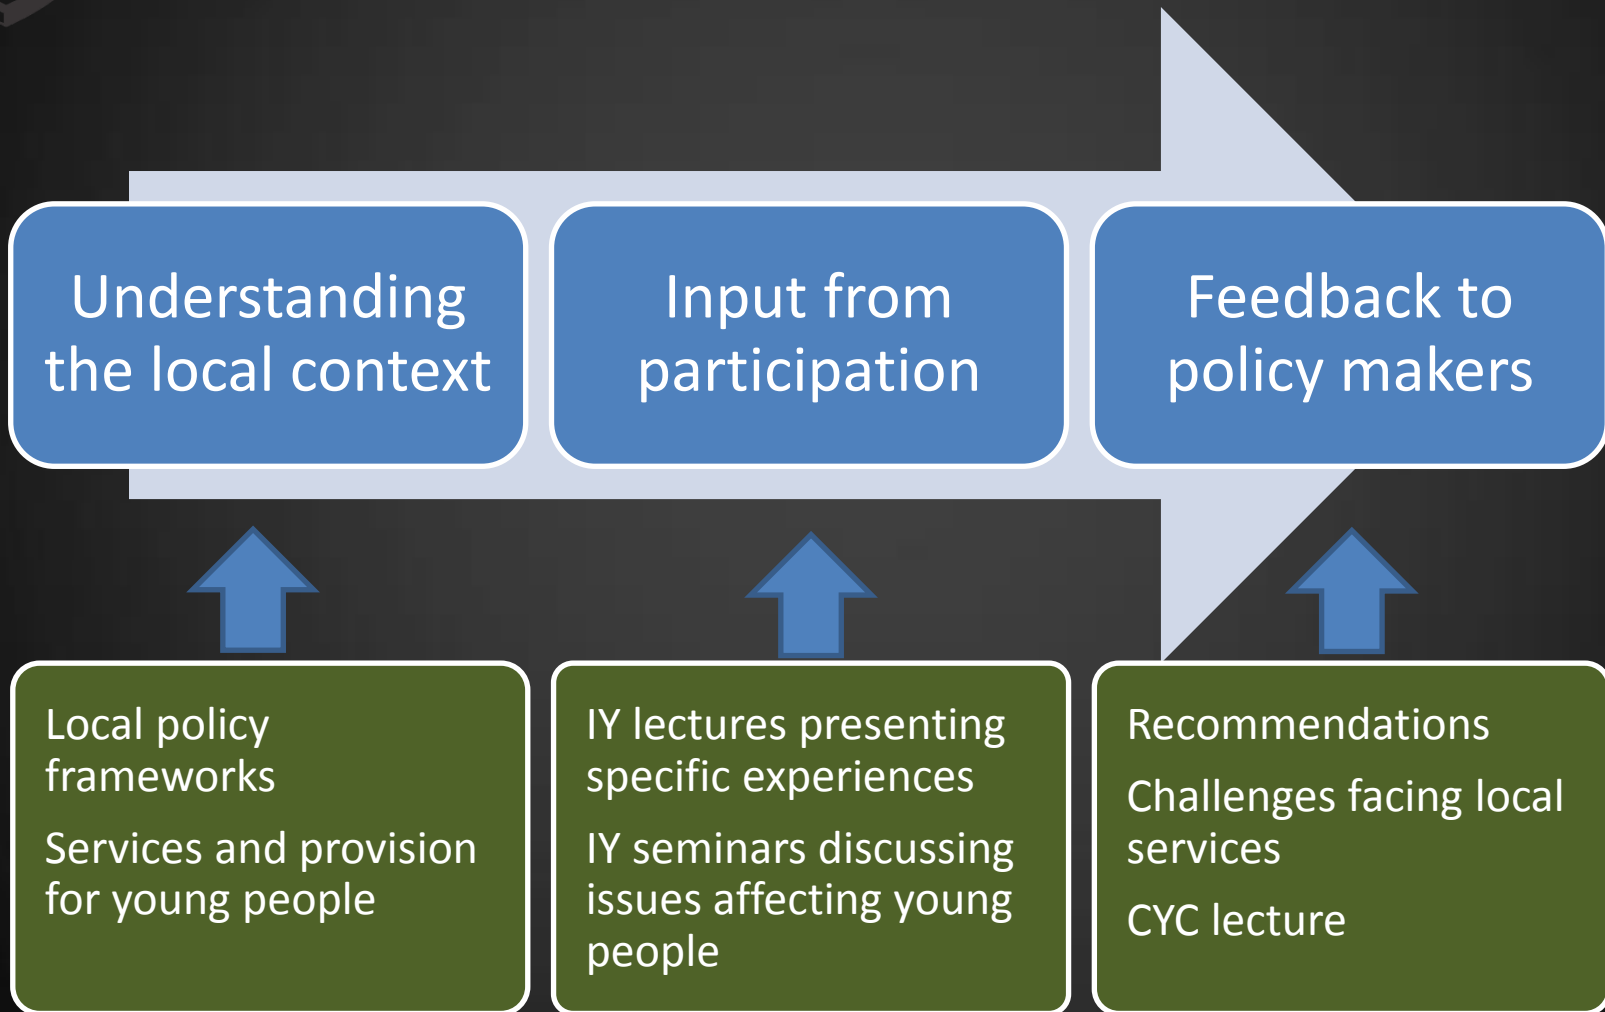 Understanding
the local context
Input from
participation
Feedback to
policy makers
Local policy
frameworks
Services and provision
for young people
IY lectures presenting
specific experiences
IY seminars discussing
issues affecting young
people
Recommendations
Challenges facing local
services
CYC lecture